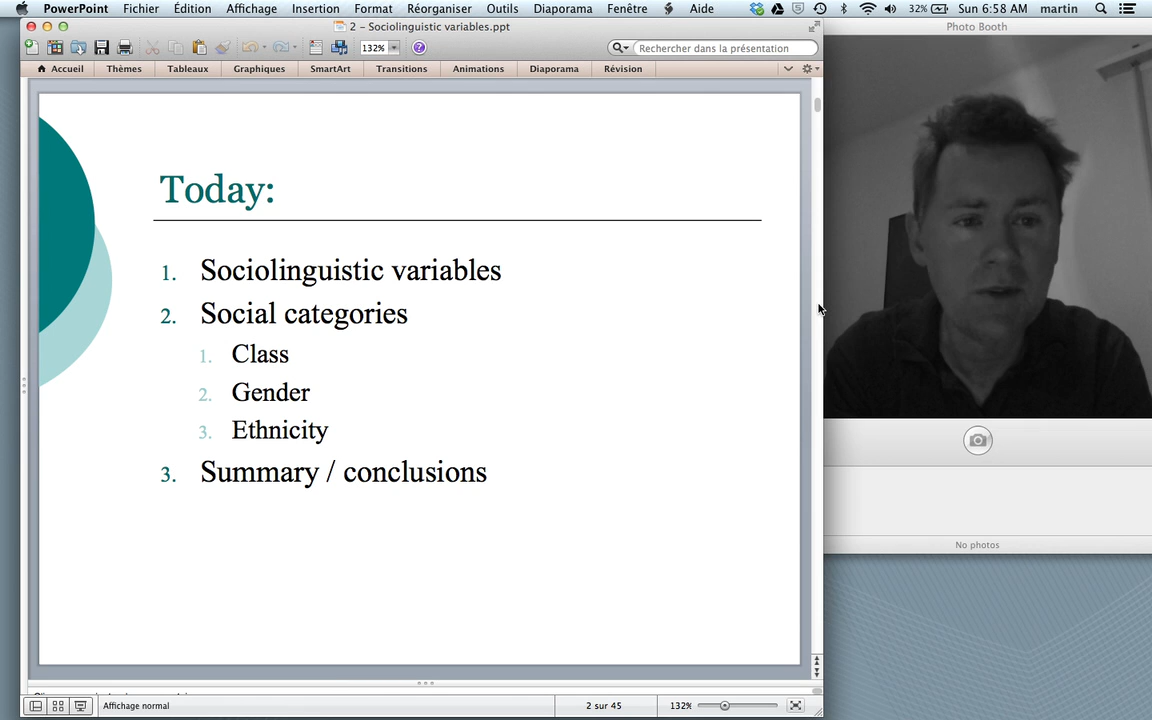 PowerPoint Fichier Édition Affichage Insertion Format Réorganiser Outils Diaporama Fenêtre Aide 32% Sun 6:58 AM martin
2 - Sociolinguistic variables.ppt
Photo Booth
132% Rechercher dans la présentation
Accueil Thèmes Tableaux Graphiques SmartArt Transitions Animations Diaporama Révision
Today:
1. Sociolinguistic variables
2. Social categories
1. Class
2. Gender
3. Ethnicity
3. Summary / conclusions
No photos
Affichage normal 2 sur 45 132%